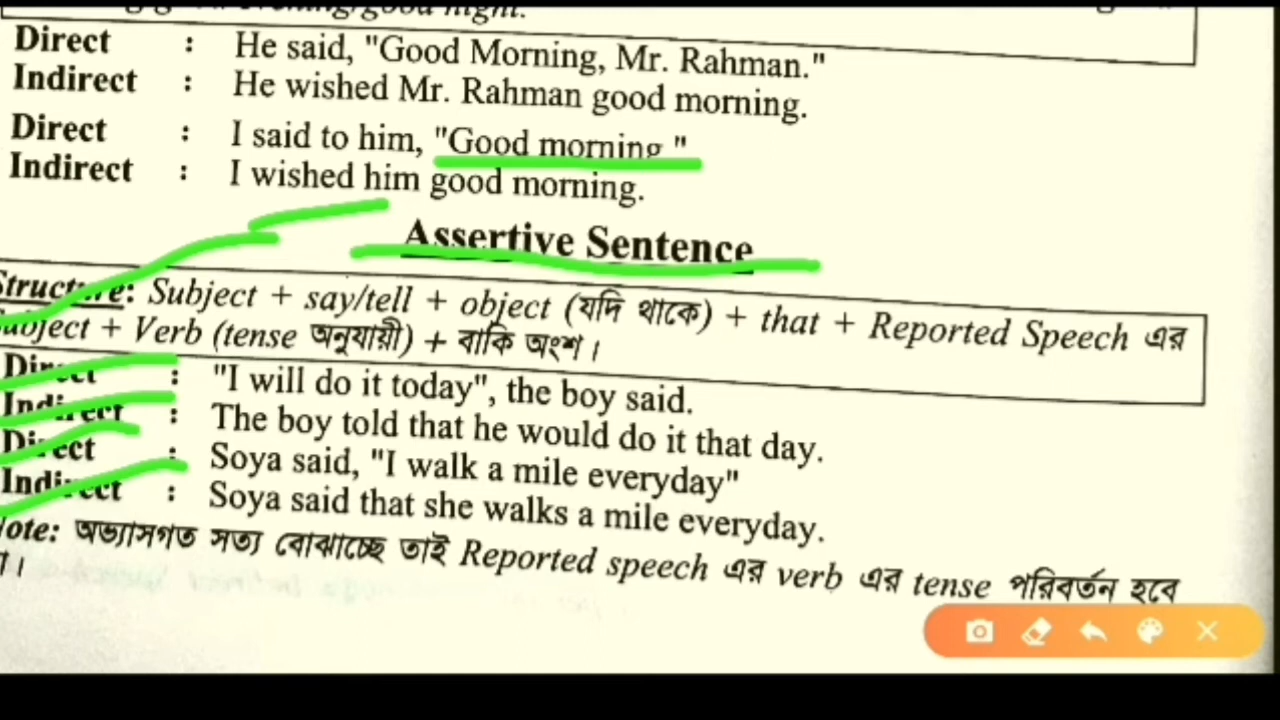 good evening/good night.
Direct : He said, "Good Morning, Mr. Rahman."
Indirect : He wished Mr. Rahman good morning.
Direct : I said to him, "Good morning "
Indirect : I wished him good morning.
Assertive Sentence
Structure: Subject + say/tell + object (যদি থাকে) + that + Reported Speech এর
Subject + Verb (tense অনুযায়ী) + বাকি অংশ।
Direct : "I will do it today", the boy said.
Indirect : The boy told that he would do it that day.
Direct : Soya said, "I walk a mile everyday"
Indirect : Soya said that she walks a mile everyday.
Note: অভ্যাসগত সত্য বোঝাচ্ছে তাই Reported speech এর verb এর tense পরিবর্তন হবে